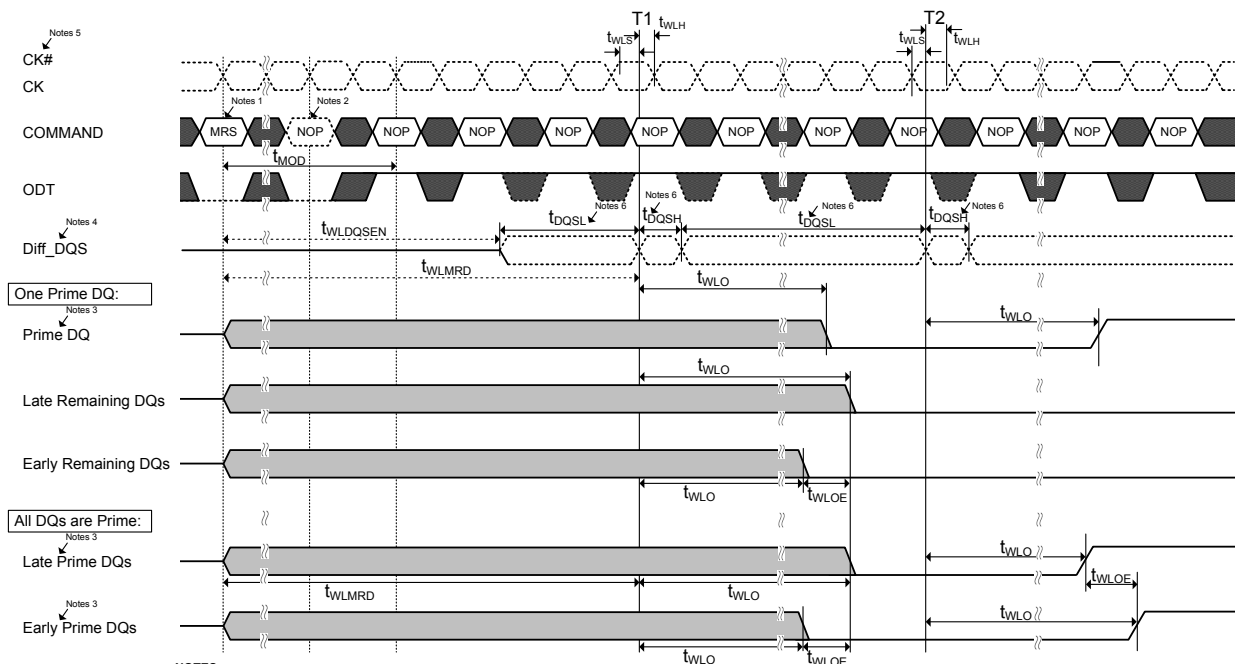 T1
T2
tWLS
tWLH
tWLS
tWLH
Notes 5
CK#
CK
Notes 1
Notes 2
COMMAND
MRS
NOP
NOP
NOP
NOP
NOP
NOP
NOP
NOP
NOP
NOP
NOP
tMOD
ODT
Notes 6
Notes 6
Notes 6
Notes 6
tDQSL
tDQSH
tDQSL
tDQSH
Notes 4
Diff_DQS
tWLDQSEN
tWLMRD
tWLO
One Prime DQ:
Notes 3
Prime DQ
tWLO
tWLO
Late Remaining DQs
Early Remaining DQs
tWLO
tWLOE
All DQs are Prime:
Notes 3
Late Prime DQs
tWLO
tWLOE
tWLMRD
tWLO
Notes 3
Early Prime DQs
tWLO
tWLO
tWLOE